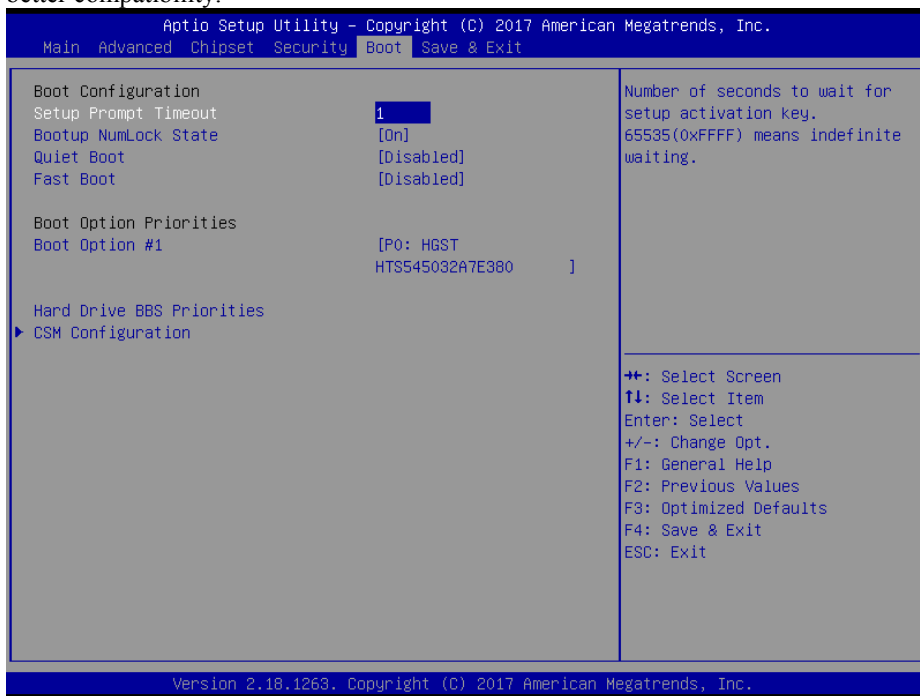 better compatibility.
Aptio Setup Utility – Copyright (C) 2017 American Megatrends, Inc.
Main Advanced Chipset Security Boot Save & Exit
Boot Configuration
Setup Prompt Timeout 1
Bootup NumLock State [On]
Quiet Boot [Disabled]
Fast Boot [Disabled]
Boot Option Priorities
Boot Option #1 [P0: HGST
HTS545032A7E380 ]
Hard Drive BBS Priorities
CSM Configuration
Number of seconds to wait for
setup activation key.
65535(0xFFFF) means indefinite
waiting.
→←: Select Screen
↑↓: Select Item
Enter: Select
+/-: Change Opt.
F1: General Help
F2: Previous Values
F3: Optimized Defaults
F4: Save & Exit
ESC: Exit
Version 2.18.1263. Copyright (C) 2017 American Megatrends, Inc.